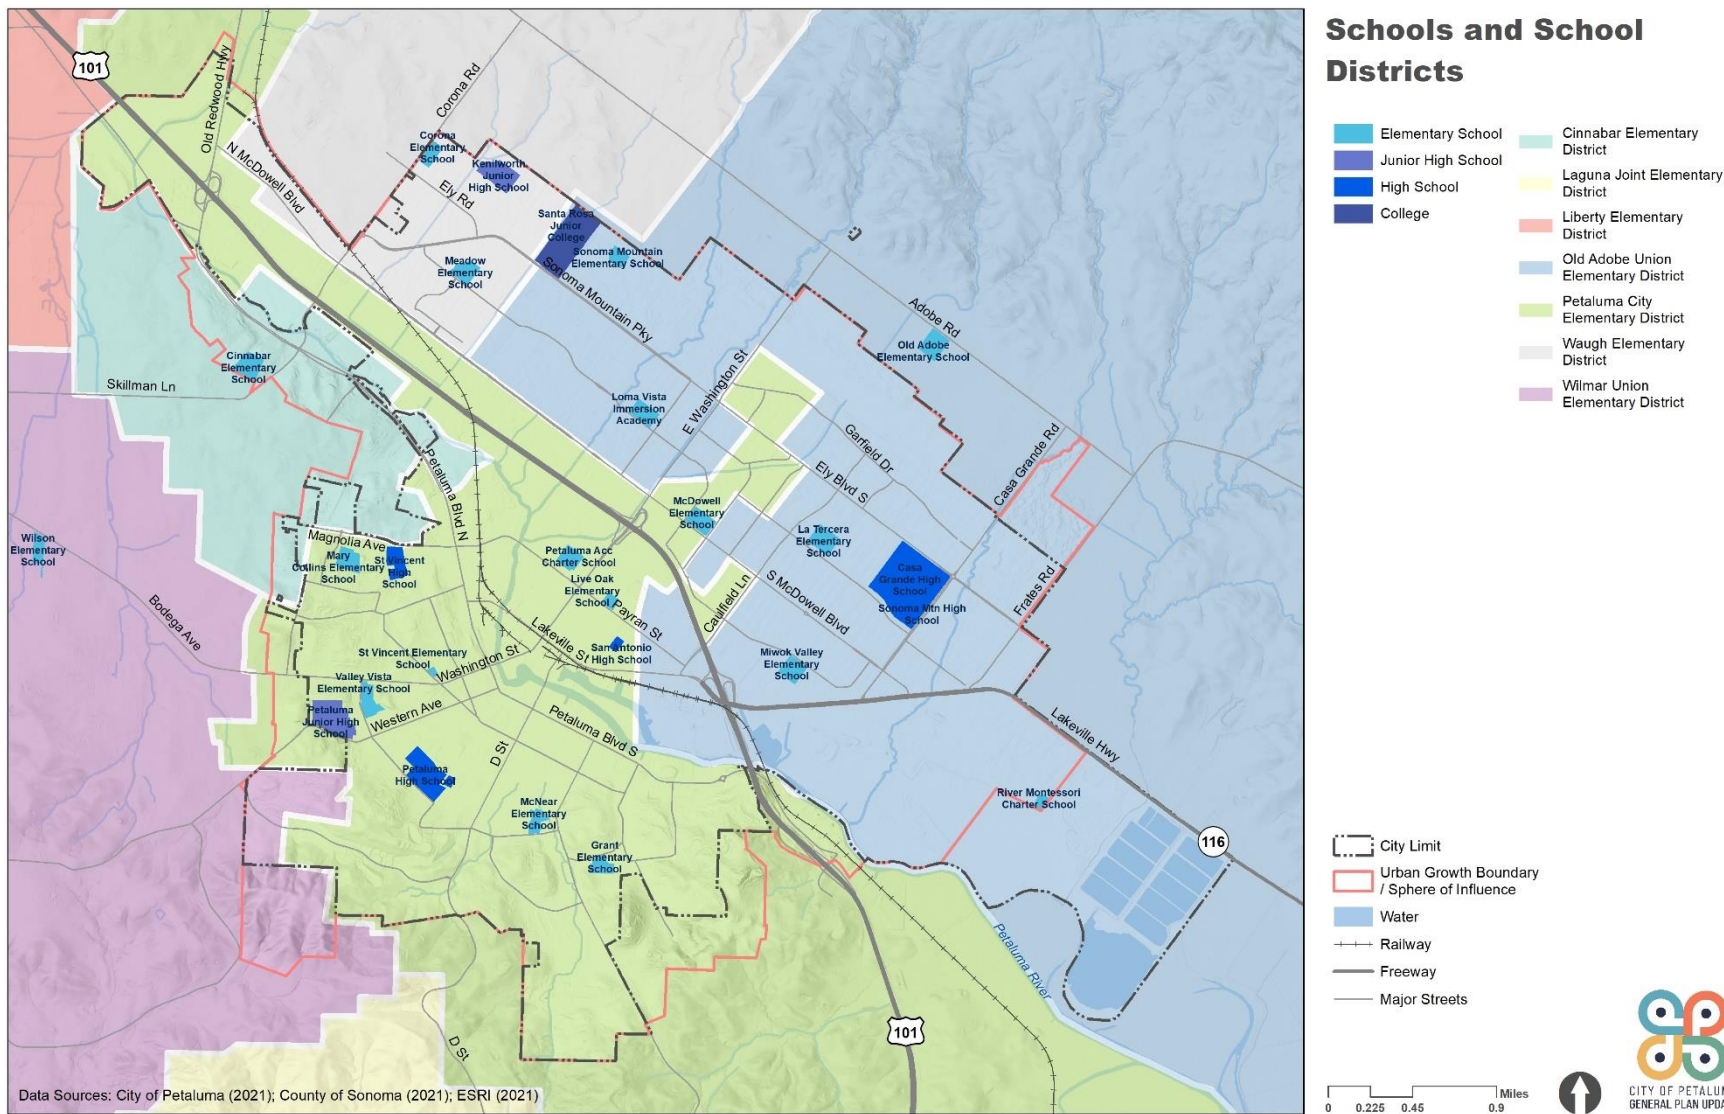 Schools and School
Districts
Elementary School
Junior High School
High School
College
Cinnabar Elementary
District
Laguna Joint Elementary
District
Liberty Elementary
District
Old Adobe Union
Elementary District
Petaluma City
Elementary District
Waugh Elementary
District
Wilmar Union
Elementary District
101
Old Redwood Hwy
N McDowell Blvd
Corona Rd
Corona
Elementary
School
Kenilworth
Junior
High School
Ely Rd
Santa Rosa
Junior
College
Sonoma Mountain
Elementary School
Meadow
Elementary
School
Sonoma Mountain Pky
Adobe Rd
Old Adobe
Elementary School
Cinnabar
Elementary
School
Skillman Ln
Loma Vista
Immersion
Academy
E Washington St
Garfield Dr
Casa Grande Rd
Ely Blvd S
Petaluma Blvd N
McDowell
Elementary
School
La Tercera
Elementary
School
Wilson
Elementary
School
Magnolia Ave
Mary
Collins Elementary
School
St Vincent
High
School
Petaluma Acc
Charter School
Live Oak
Elementary
School
Payran St
Casa
Grande High
School
Sonoma Mtn High
School
Frates Rd
Caulfield Ln
S McDowell Blvd
Bodega Ave
Lakeville St
San Antonio
High School
Miwok Valley
Elementary
School
St Vincent Elementary
School
Washington St
Valley Vista
Elementary School
Petaluma
Junior High
School
Western Ave
Petaluma Blvd S
D St
Lakeville Hwy
Petaluma
High School
McNear
Elementary
School
River Montessori
Charter School
Grant
Elementary
School
116
Petaluma River
101
D St
Data Sources: City of Petaluma (2021); County of Sonoma (2021); ESRI (2021)
City Limit
Urban Growth Boundary
/ Sphere of Influence
Water
Railway
Freeway
Major Streets
Miles
0 0.225 0.45 0.9
CITY OF PETALUM
GENERAL PLAN UPDA